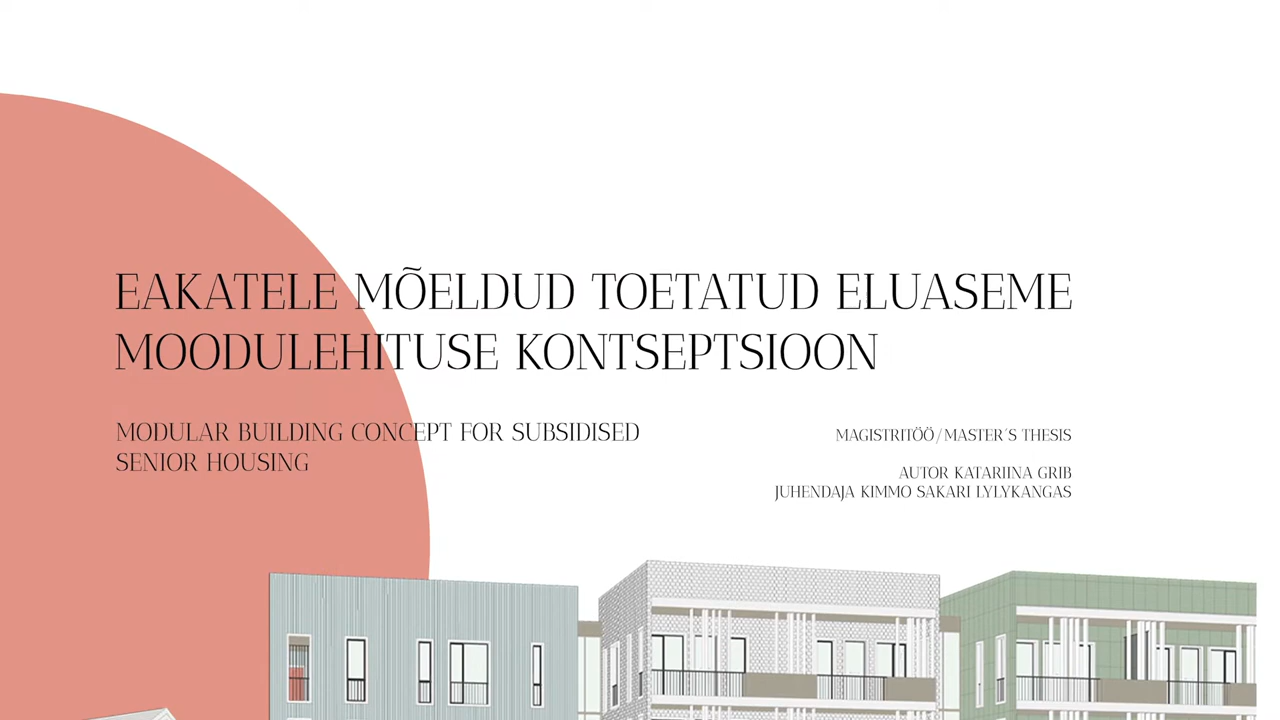 EAKATELE MÕELDUD TOETATUD ELUASEME
MOODULEHITUSE KONTSEPTSIOON
MODULAR BUILDING CONCEPT FOR SUBSIDISED
SENIOR HOUSING
MAGISTRITÖÖ/MASTER´S THESIS
AUTOR KATARIINA GRIB
JUHENDAJA KIMMO SAKARI LYLYKANGAS